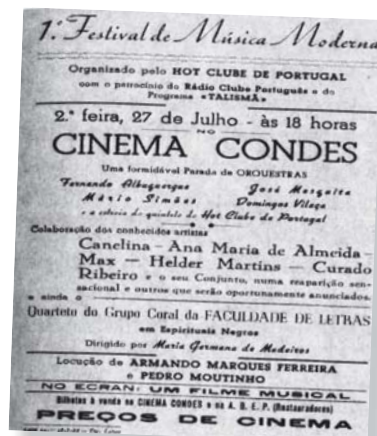 1.º Festival de Música Moderna
Organizado pelo HOT CLUBE DE PORTUGAL
com o patrocínio do Rádio Clube Português e do
Programa «TALISMÃ»
2.ª feira, 27 de Julho - às 18 horas
NO
CINEMA CONDES
Uma formidável Parada de ORQUESTRAS
Fernando Albuquerque José Mesquita
Mário Simões Domingos Vilaça
e a estreia do quinteto do Hot Clube de Portugal
Colaboração dos conhecidos artistas
Canelina - Ana Maria de Almeida -
Max - Helder Martins - Curado
Ribeiro e o seu Conjunto, numa reaparição sen-
sacional e outros que serão oportunamente anunciados.
e ainda o
Quarteto do Grupo Coral da FACULDADE DE LETRAS
em Espirituais Negros
Dirigido por Maria Germana de Medeiros
Locução de ARMANDO MARQUES FERREIRA
e PEDRO MOUTINHO
NO ECRAN: UM FILME MUSICAL
Bilhetes à venda no CINEMA CONDES e na A. B. E. P. (Restauradores)
PREÇOS DE CINEMA